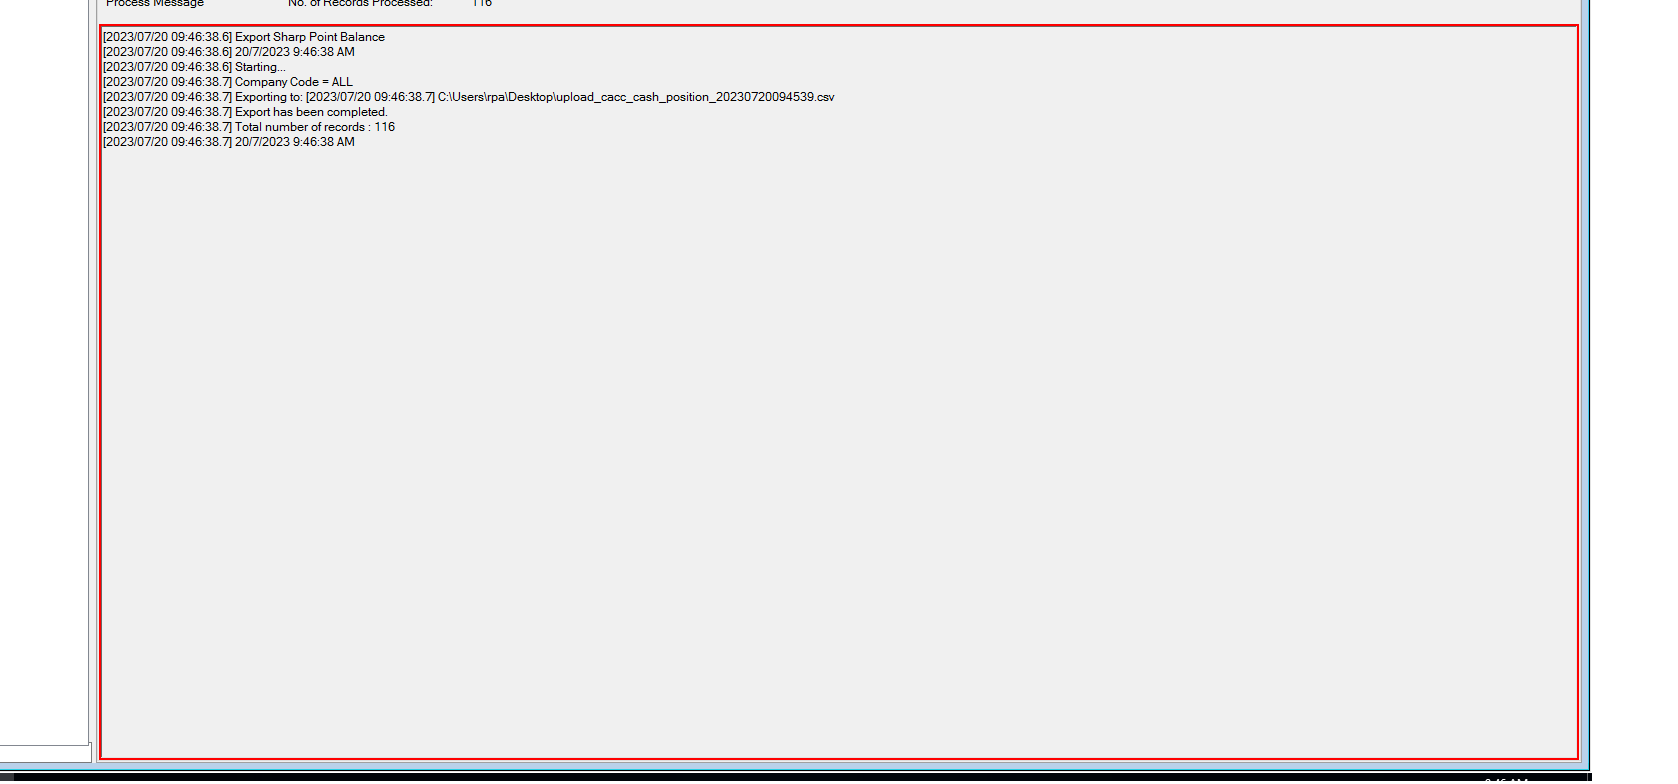 Process Message No. of Records Processed: 116
[2023/07/20 09:46:38.6] Export Sharp Point Balance
[2023/07/20 09:46:38.6] 20/7/2023 9:46:38 AM
[2023/07/20 09:46:38.6] Starting...
[2023/07/20 09:46:38.7] Company Code = ALL
[2023/07/20 09:46:38.7] Exporting to: [2023/07/20 09:46:38.7] C:\Users\rpa\Desktop\upload_cacc_cash_position_20230720094539.csv
[2023/07/20 09:46:38.7] Export has been completed.
[2023/07/20 09:46:38.7] Total number of records : 116
[2023/07/20 09:46:38.7] 20/7/2023 9:46:38 AM